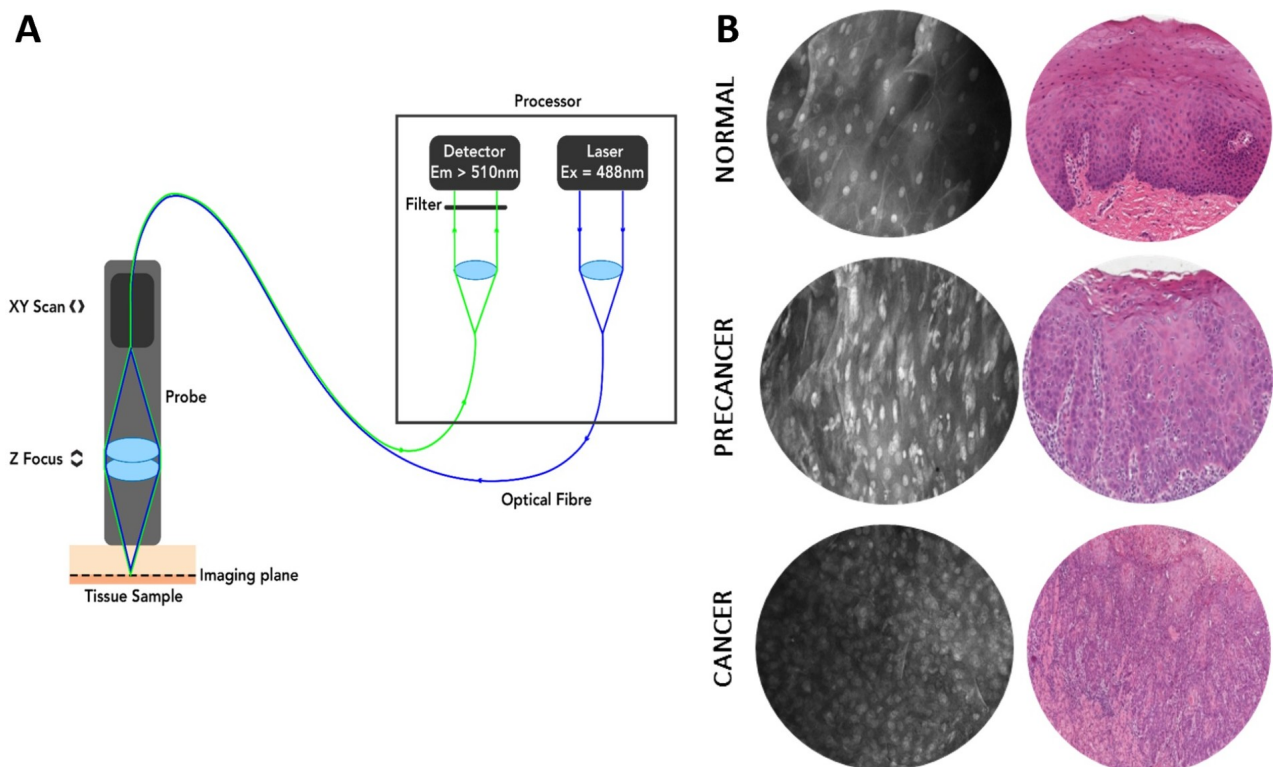 A
Processor
Detector
Em > 510nm
Laser
Ex = 488nm
Filter
XY Scan
Probe
Z Focus
Optical Fibre
Imaging plane
Tissue Sample
B
NORMAL
PRECANCER
CANCER